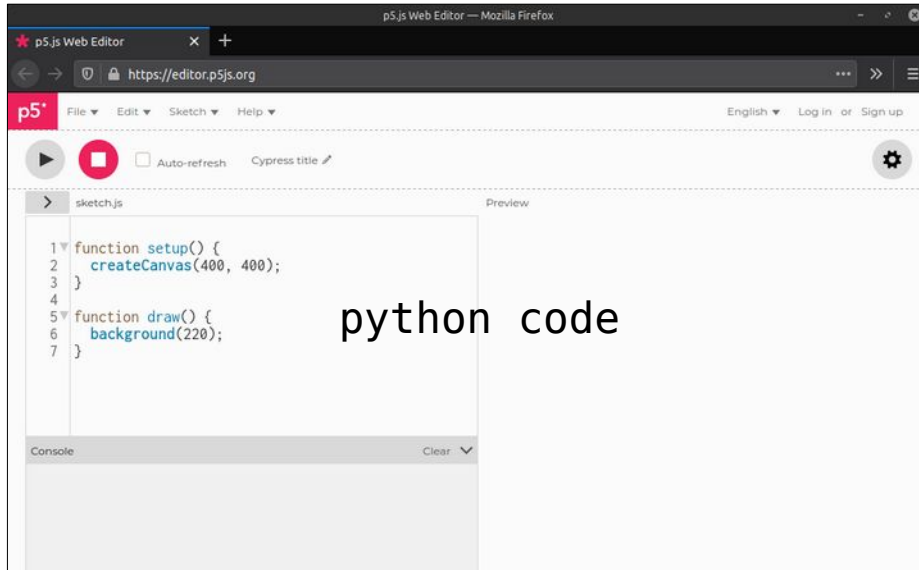 p5.js Web Editor — Mozilla Firefox
p5.js Web Editor × +
https://editor.p5js.org
p5* File Edit Sketch Help English Log in or Sign up
Auto-refresh Cypress title
sketch.js Preview
1 function setup() {
2 createCanvas(400, 400);
3 }
4
5 function draw() {
6 background(220);
7 }
python code
Console Clear